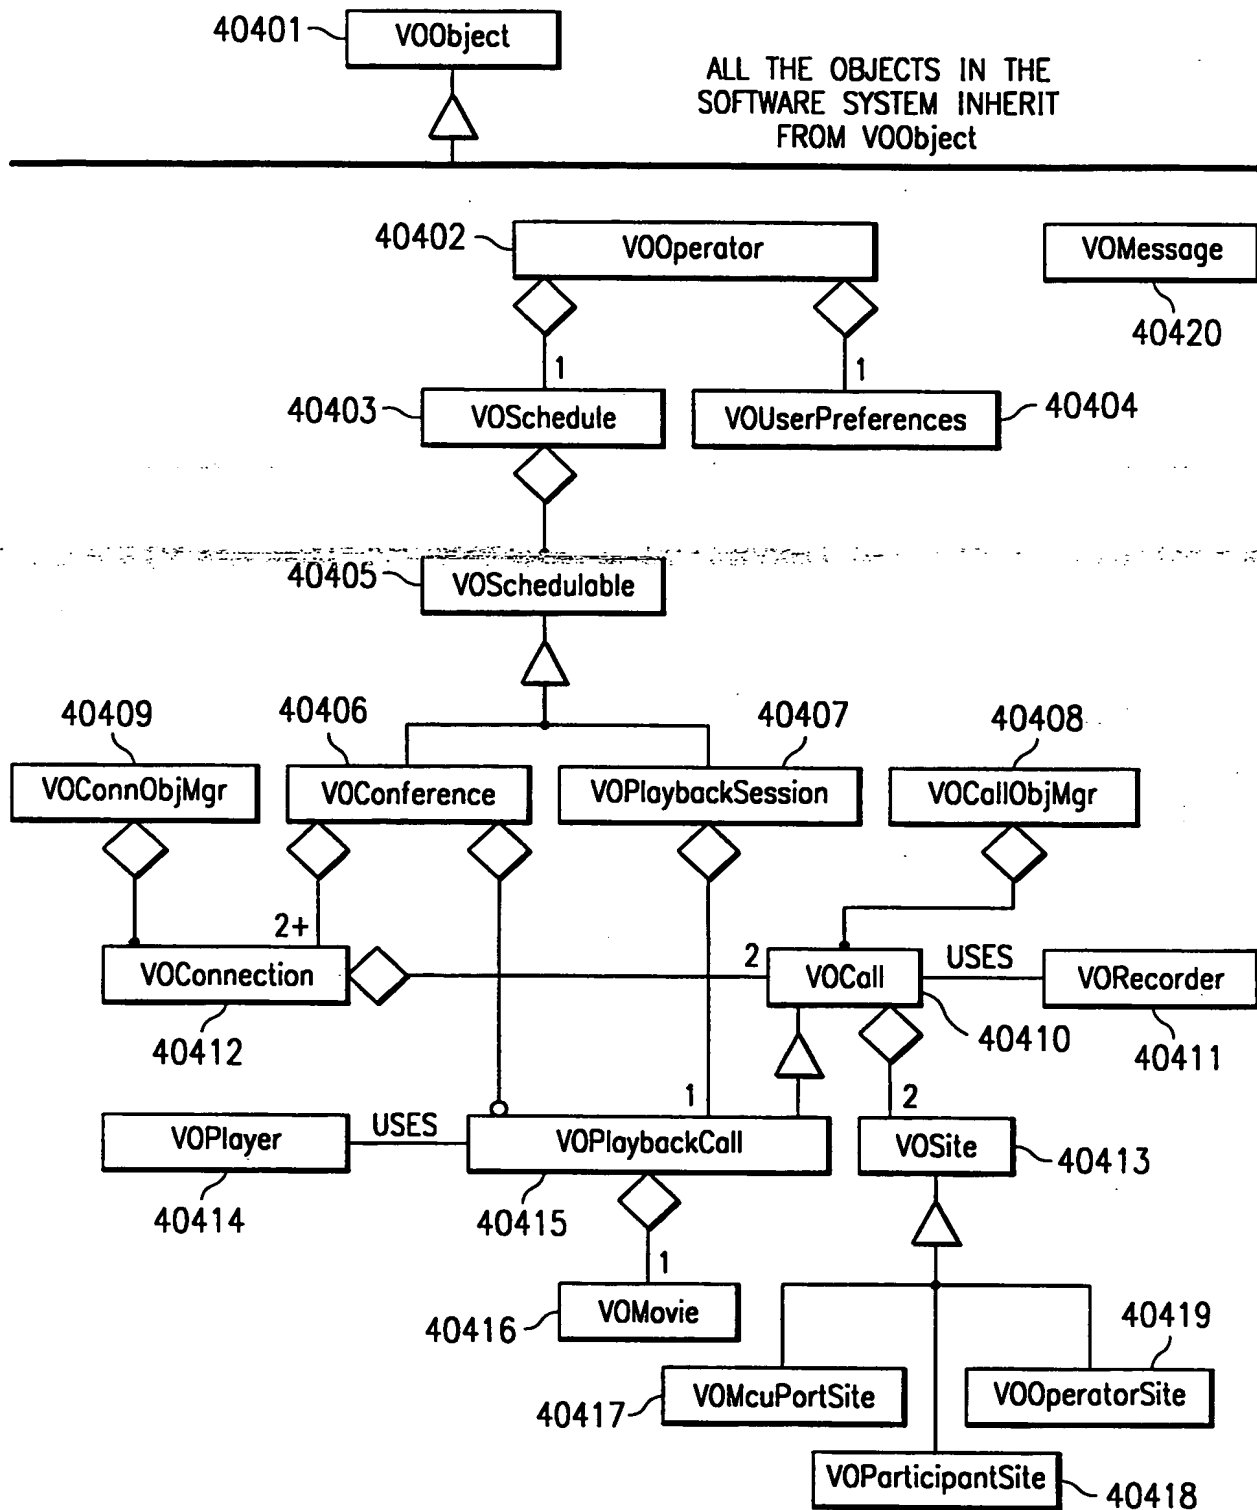 40401
VOObject
ALL THE OBJECTS IN THE
SOFTWARE SYSTEM INHERIT
FROM VOObject
40402
VOOperator
VOMessage
40420
1
1
40403
VOSchedule
VOUserPreferences
40404
40405
VOSchedulable
40409
40406
40407
40408
VOConnObjMgr
VOConference
VOPlaybackSession
VOCallObjMgr
2+
2
VOConnection
VOCall
USES
VORecorder
40412
40410
40411
1
2
VOPlayer
USES
VOPlaybackCall
VOSite
40413
40414
40415
1
VOMovie
40416
40419
VOMcuPortSite
VOOperatorSite
40417
VOParticipantSite
40418